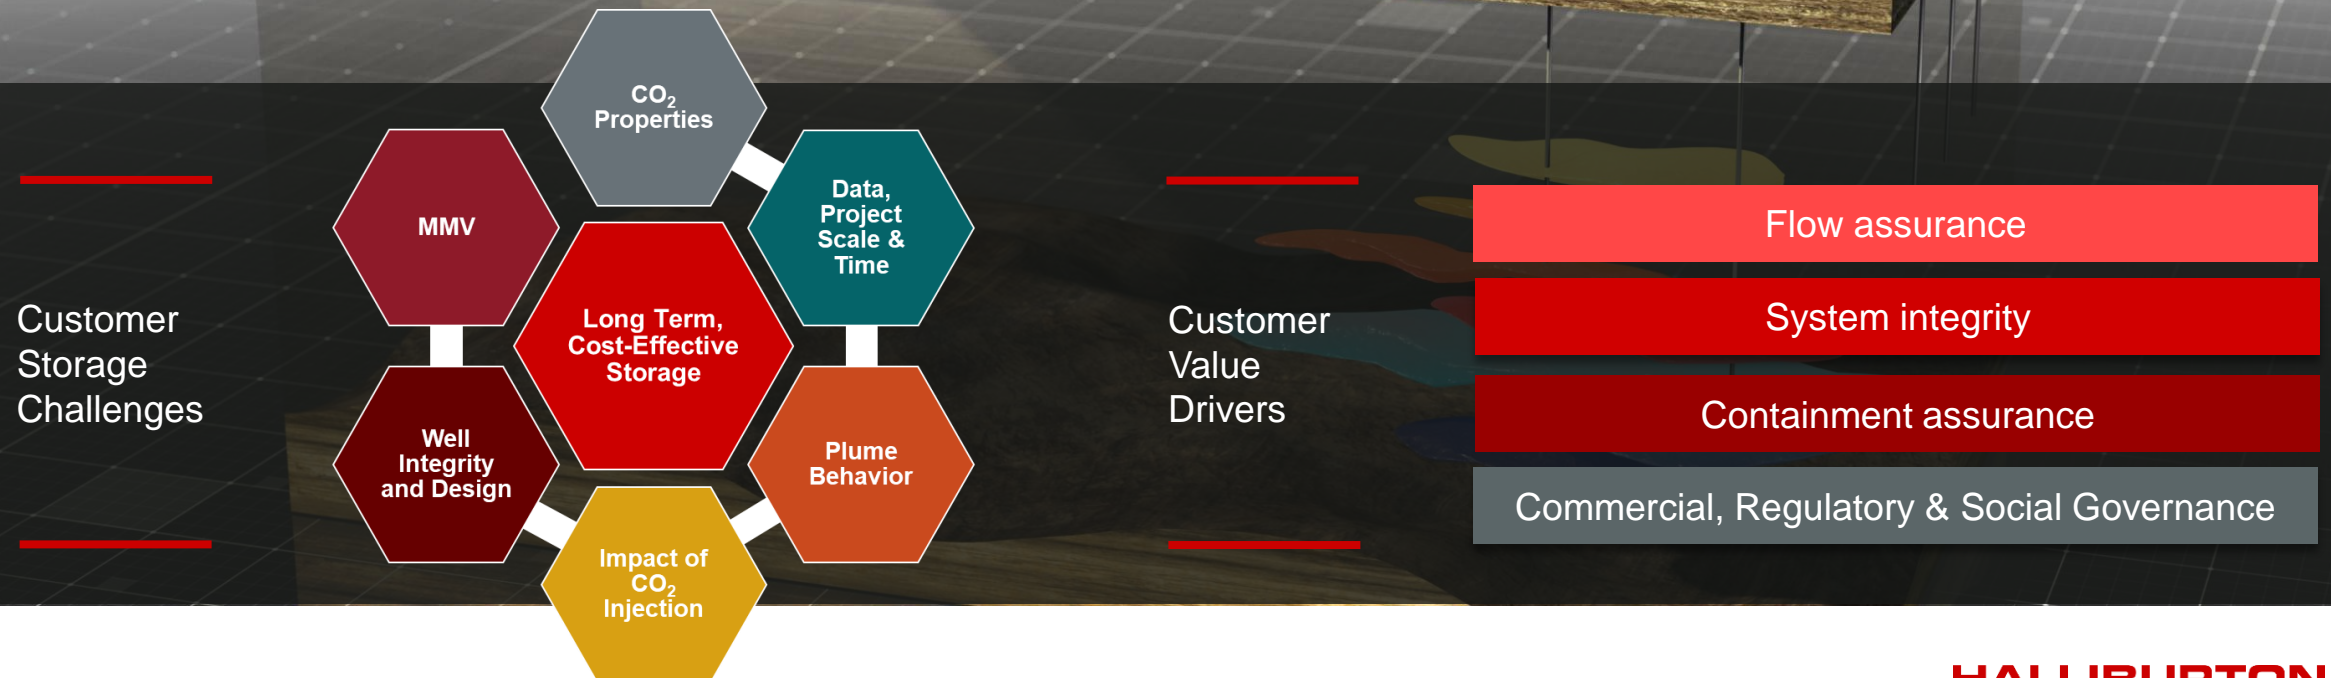 Customer
Storage
Challenges
CO₂
Properties
MMV
Data,
Project
Scale &
Time
Long Term,
Cost-Effective
Storage
Well
Integrity
and Design
Plume
Behavior
Impact of
CO₂
Injection
Customer
Value
Drivers
Flow assurance
System integrity
Containment assurance
Commercial, Regulatory & Social Governance
HALLIBURTON